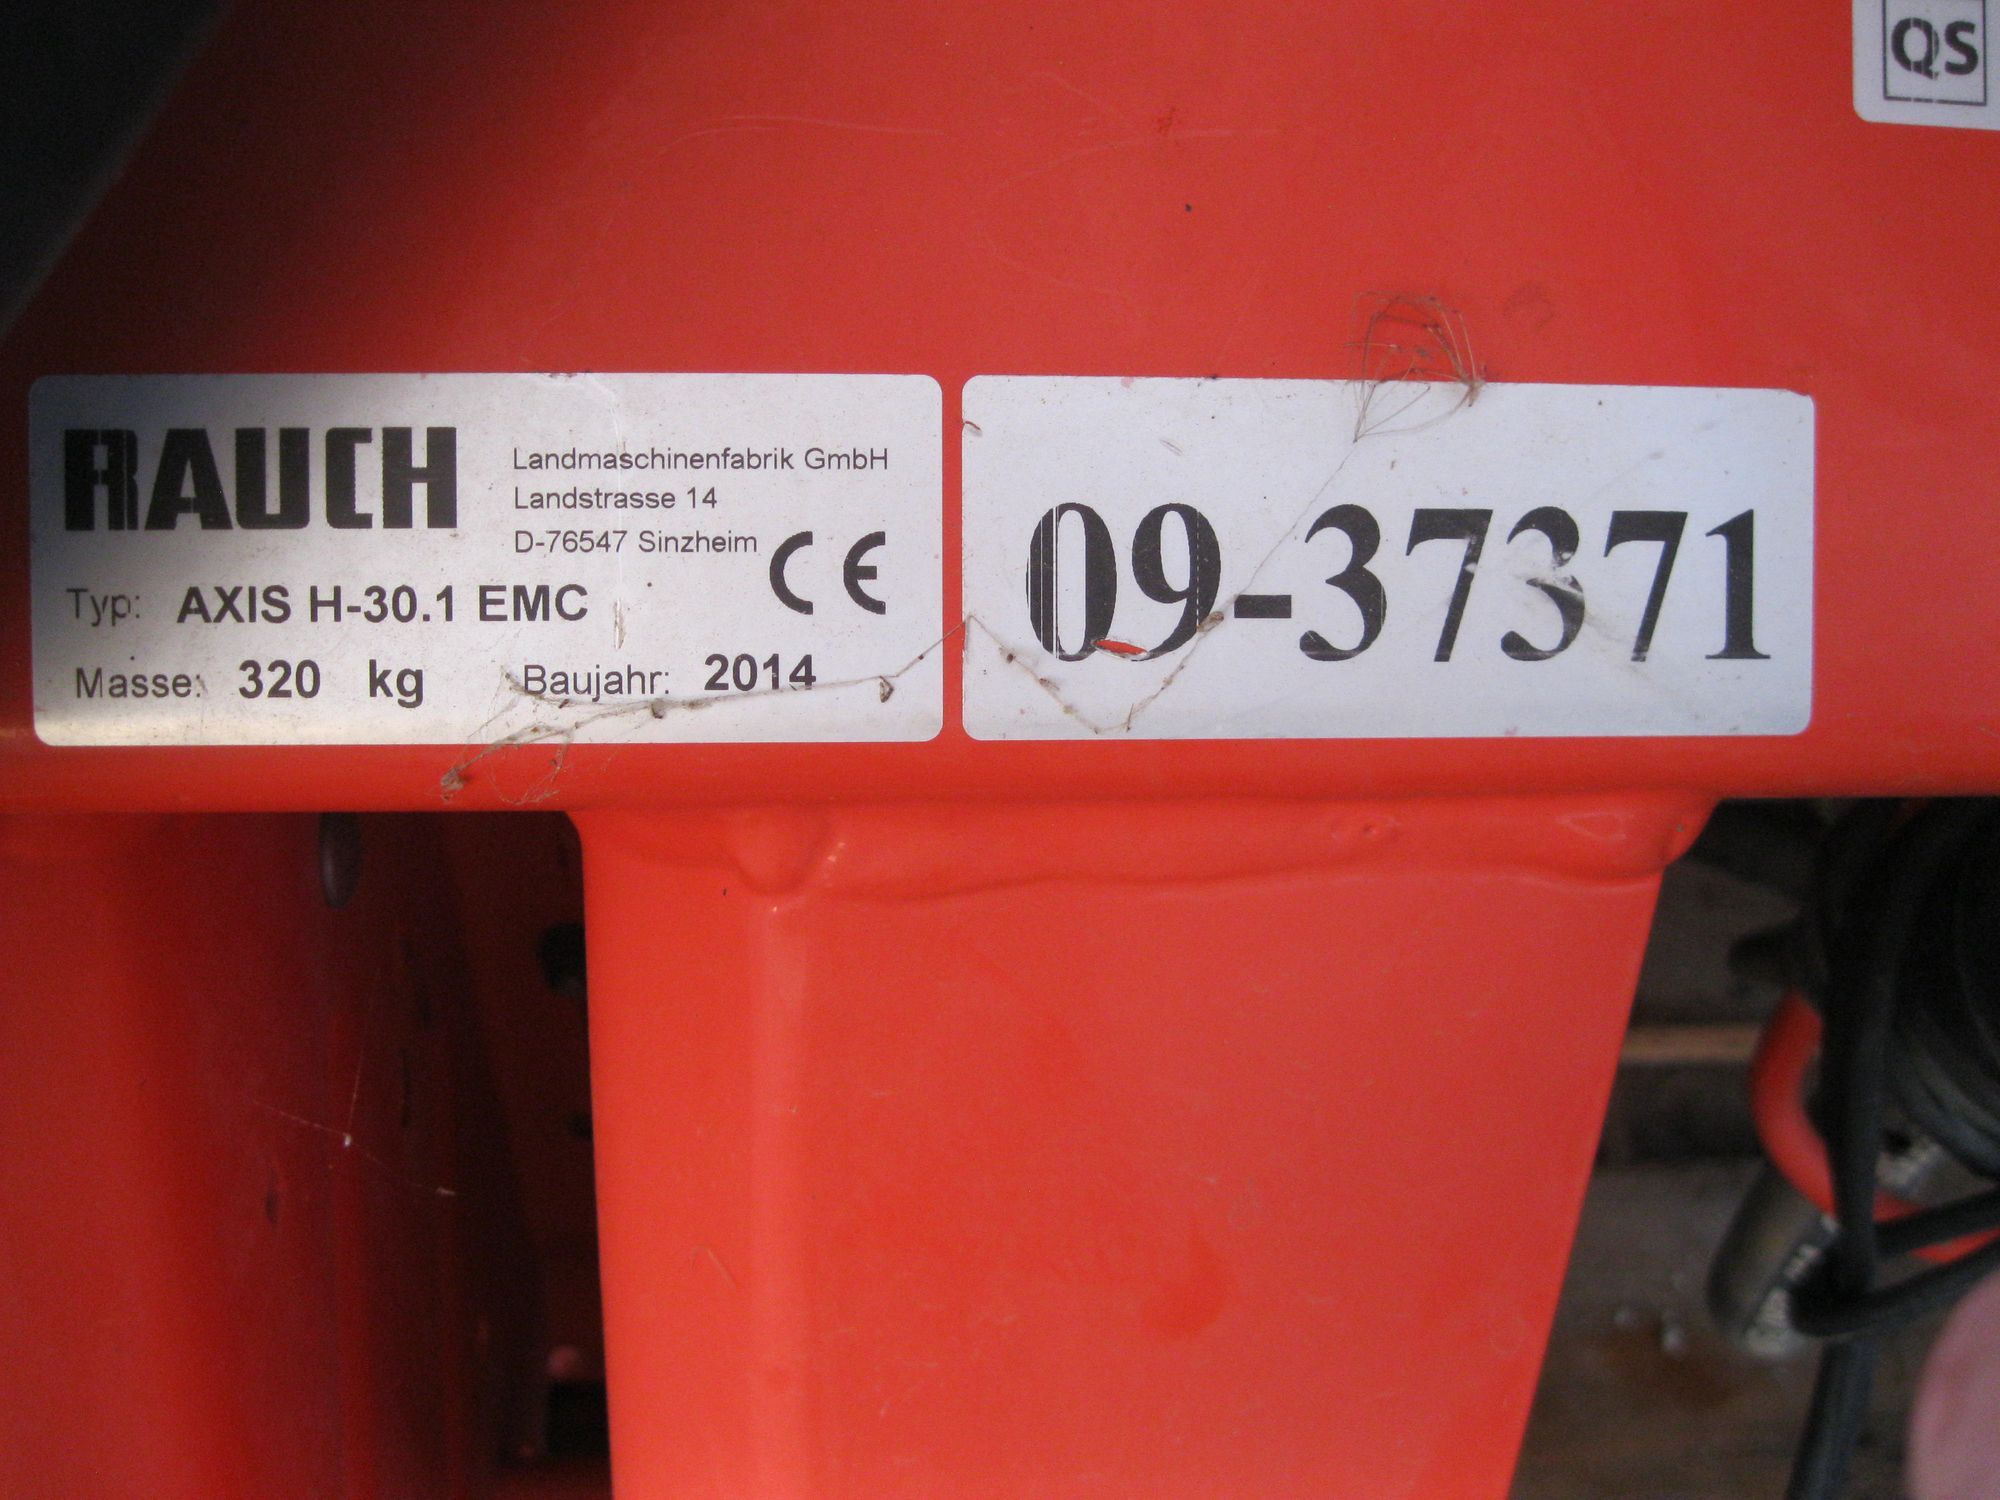 QS
RAUCH
Landmaschinenfabrik GmbH
Landstrasse 14
D-76547 Sinzheim
CE
Typ: AXIS H-30.1 EMC
Masse: 320 kg Baujahr: 2014
09-37371